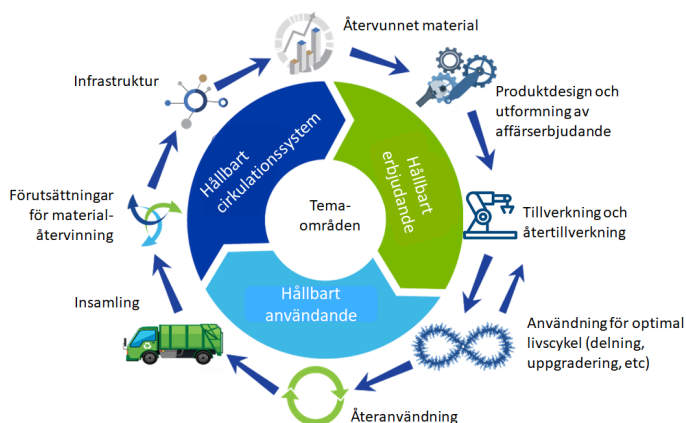 Återvunnet material
Infrastruktur
Produktdesign och
utformning av
affärserbjudande
Hållbart
cirkulationssystem
Hållbart
erbjudande
Förutsättningar
för material-
återvinning
Tema-
områden
Tillverkning och
återtillverkning
Insamling
Hållbart
användande
Användning för optimal
livscykel (delning,
uppgradering, etc)
Återanvändning